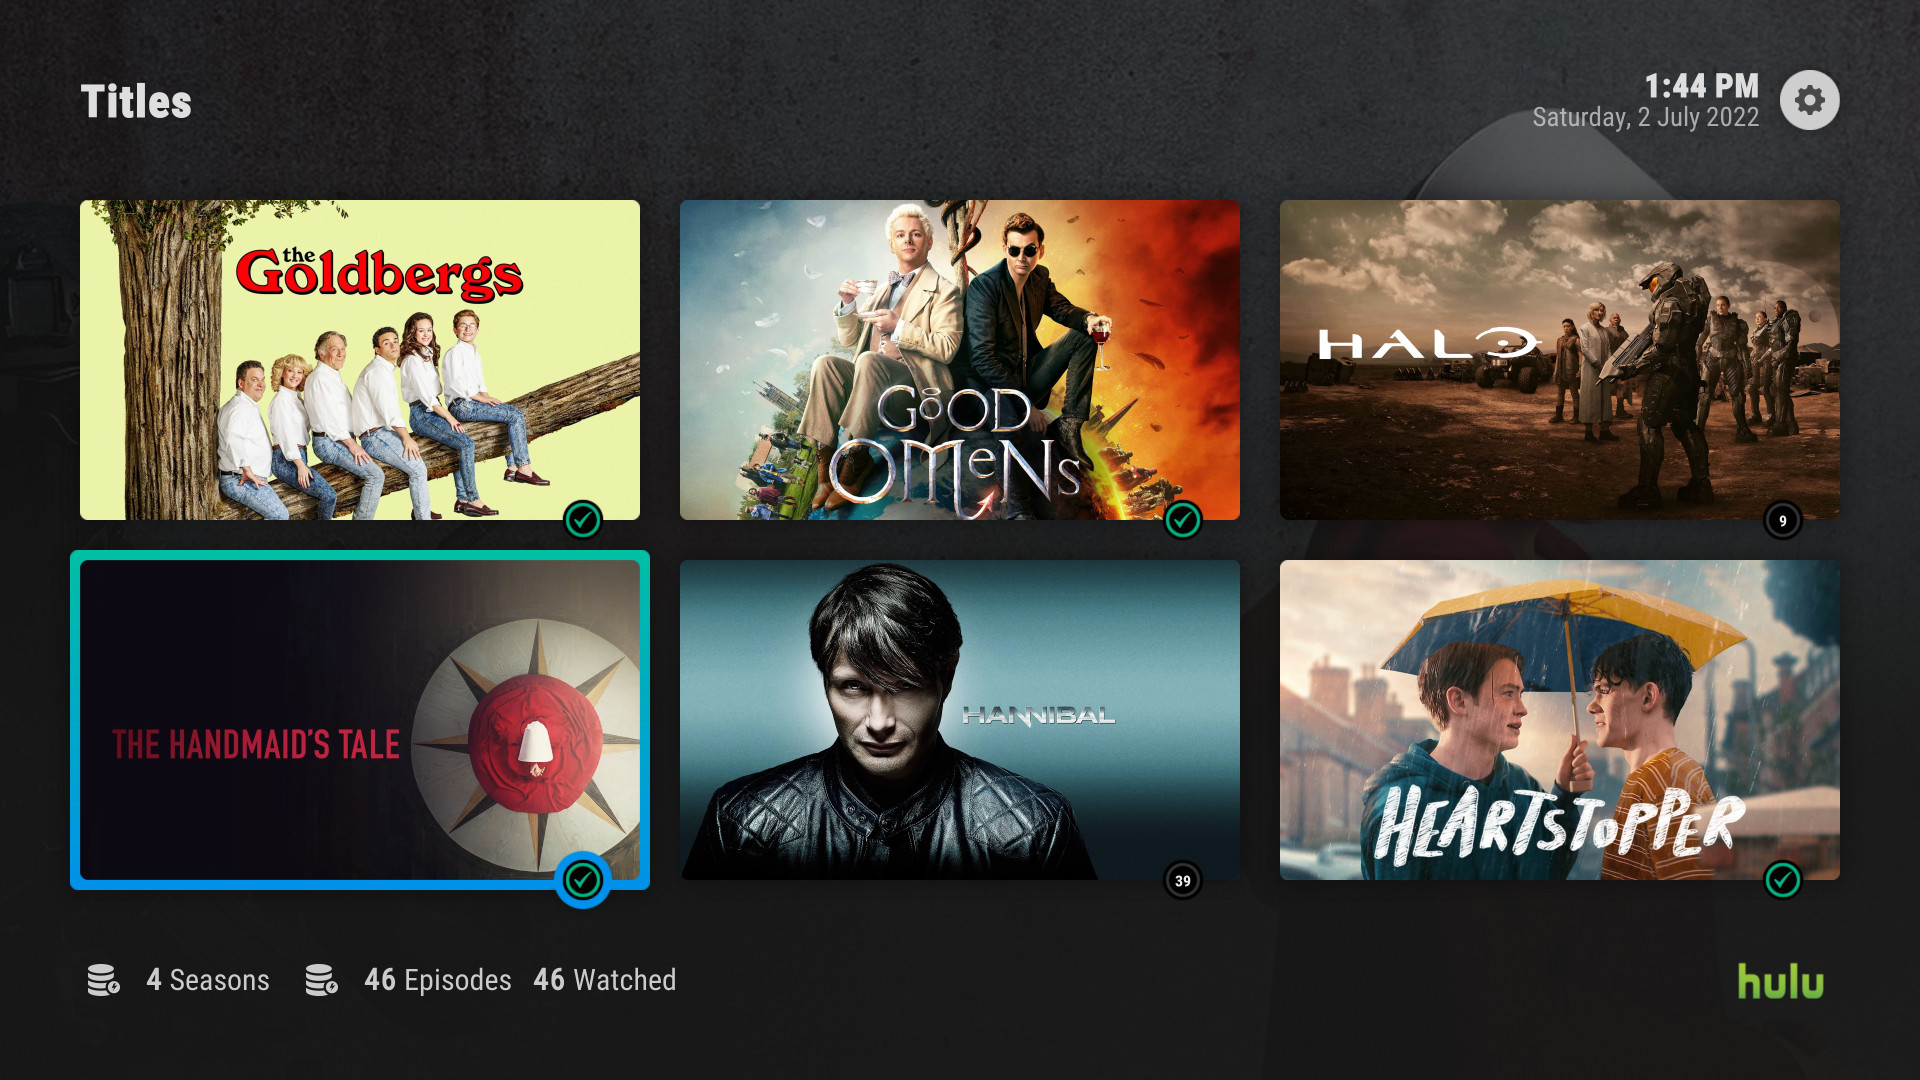 Titles
1:44 PM
Saturday, 2 July 2022
the
Goldbergs
GOOD
OMENS
HALO
9
THE HANDMAID'S TALE
HANNIBAL
39
HEARTSTOPPER
4 Seasons
46 Episodes
46 Watched
hulu